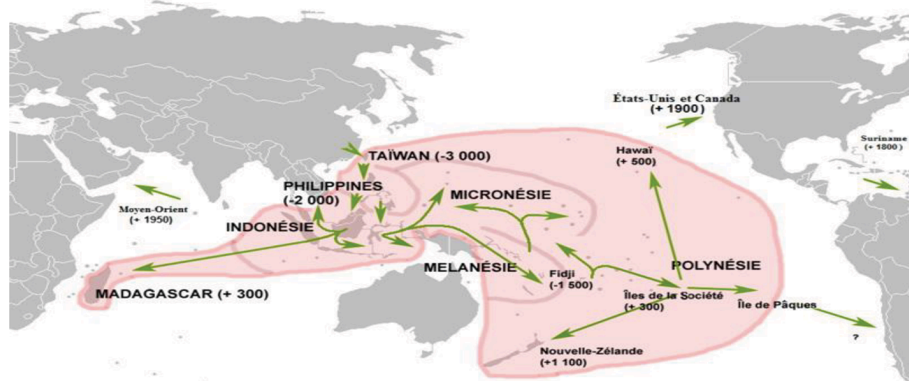 États-Unis et Canada
(+ 1900)
Suriname
(+ 1800)
TAÏWAN (-3 000)
Hawaï
(+ 500)
PHILIPPINES
(-2 000)
MICRONÉSIE
Moyen-Orient
(+ 1950)
INDONÉSIE
MELANÉSIE
Fidji
(-1 500)
POLYNÉSIE
MADAGASCAR (+ 300)
Îles de la Société
(+ 300)
Île de Pâques
?
Nouvelle-Zélande
(+1 100)